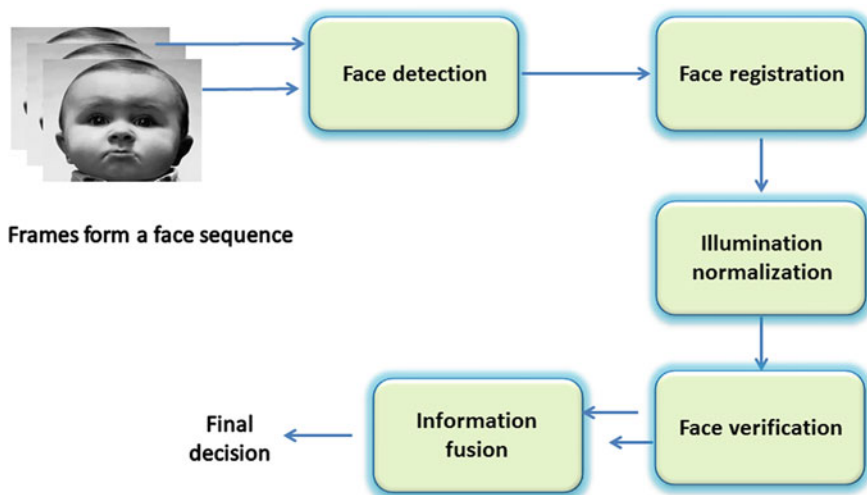 Face detection
Face registration
Frames form a face sequence
Illumination
normalization
Face verification
Information
fusion
Final
decision